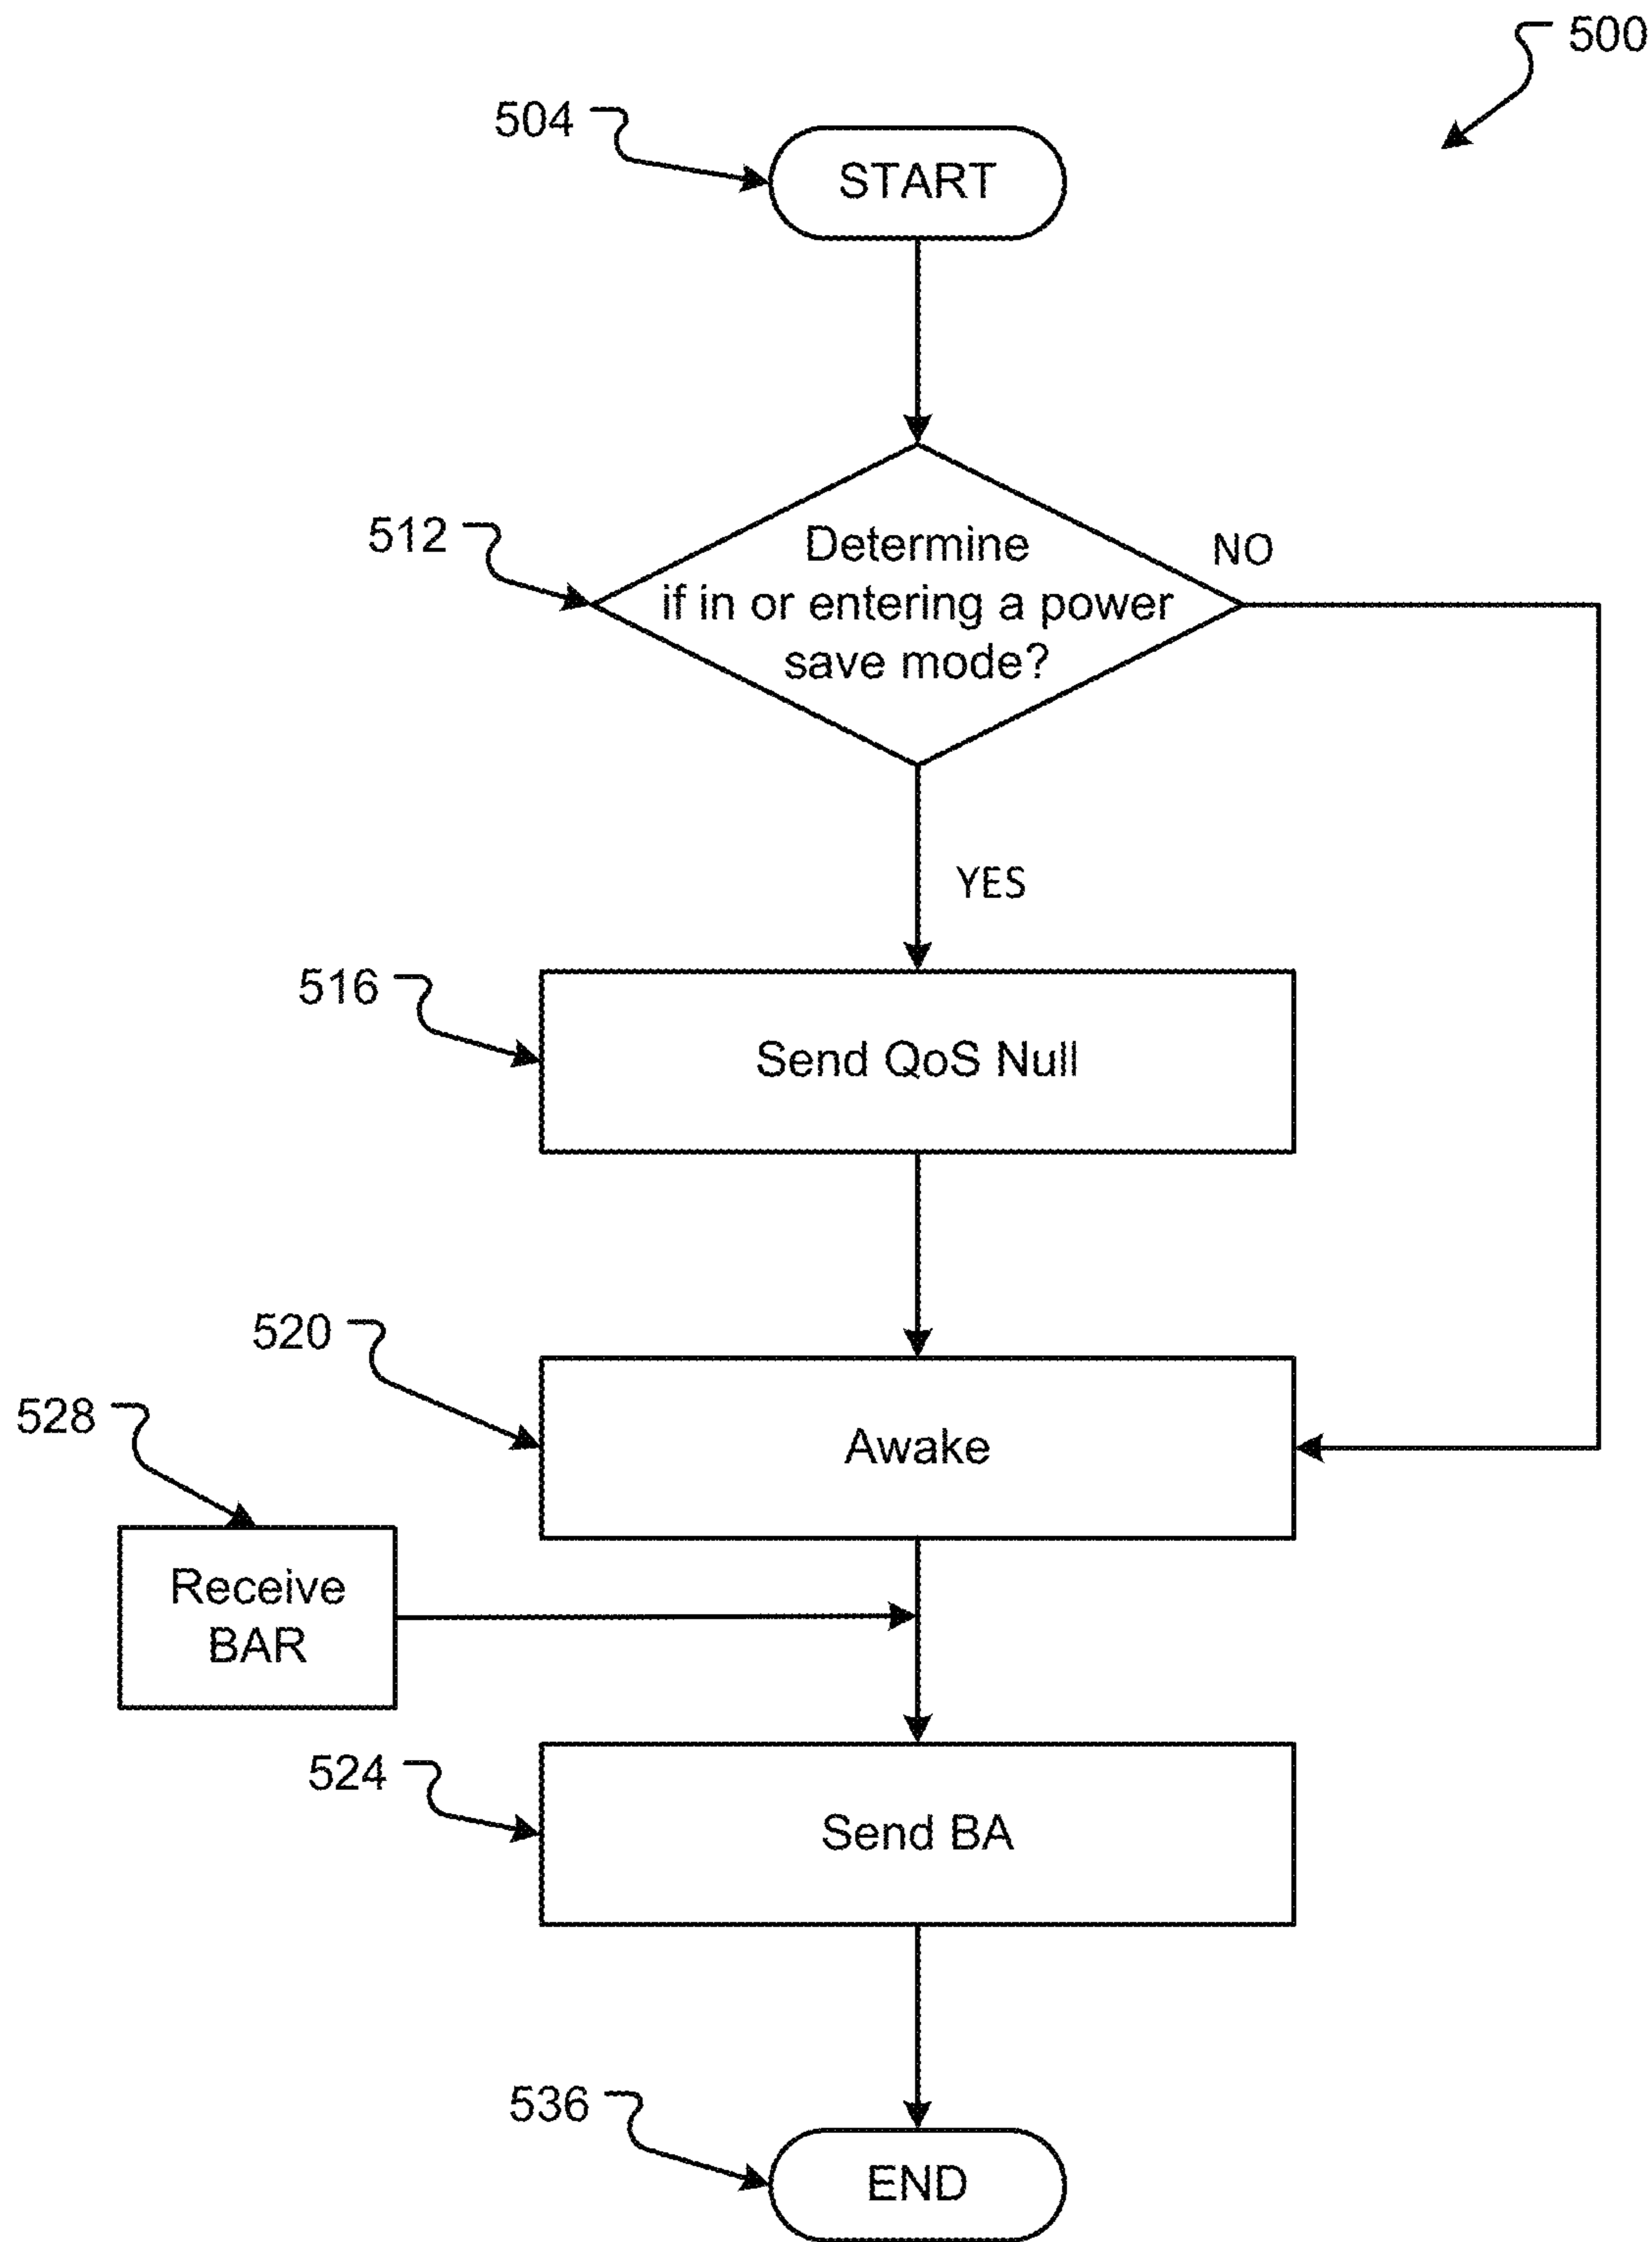 500
504
START
512
Determine
if in or entering a power
save mode?
NO
YES
516
Send QoS Null
520
Awake
528
Receive
BAR
524
Send BA
536
END